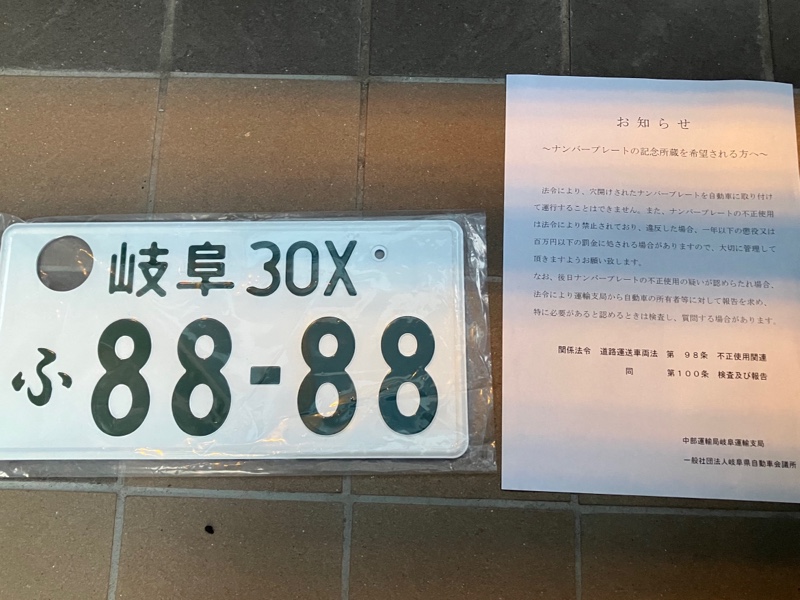 岐阜 30X
ふ 88-88
お知らせ
～ナンバープレートの記念所蔵を希望される方へ～
法令により、穴開けされたナンバープレートを自動車に取り付け
て運行することはできません。また、ナンバープレートの不正使用
は法令により禁止されており、違反した場合、一年以下の懲役又は
百万円以下の罰金に処される場合がありますので、大切に管理して
頂きますようお願い致します。
なお、後日ナンバープレートの不正使用の疑いが認められた場合、
法令により運輸支局から自動車の所有者等に対して報告を求め、
特に必要があると認めるときは検査し、質問する場合があります。
関係法令 道路運送車両法 第 98条 不正使用関連
同 第100条 検査及び報告
中部運輸局岐阜運輸支局
一般社団法人岐阜県自動車会議所